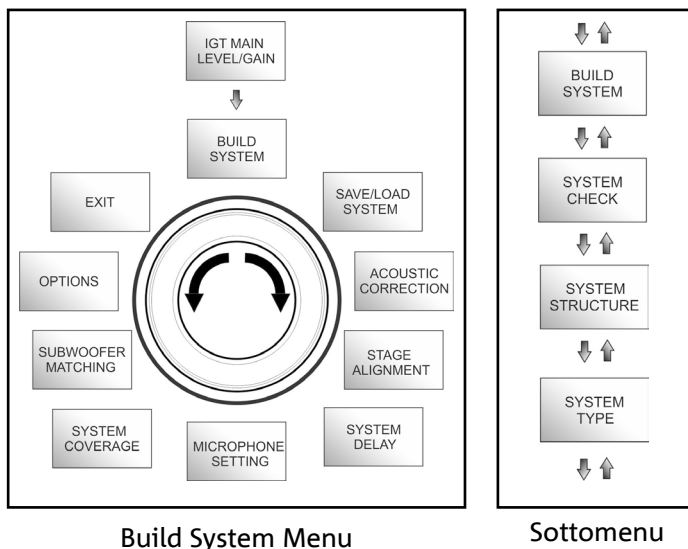 IGT MAIN
LEVEL/GAIN
BUILD
SYSTEM
SAVE/LOAD
SYSTEM
ACOUSTIC
CORRECTION
STAGE
ALIGNMENT
SYSTEM
DELAY
MICROPHONE
SETTING
SYSTEM
COVERAGE
SUBWOOFER
MATCHING
OPTIONS
EXIT
Build System Menu
BUILD
SYSTEM
SYSTEM
CHECK
SYSTEM
STRUCTURE
SYSTEM
TYPE
Sottomenu